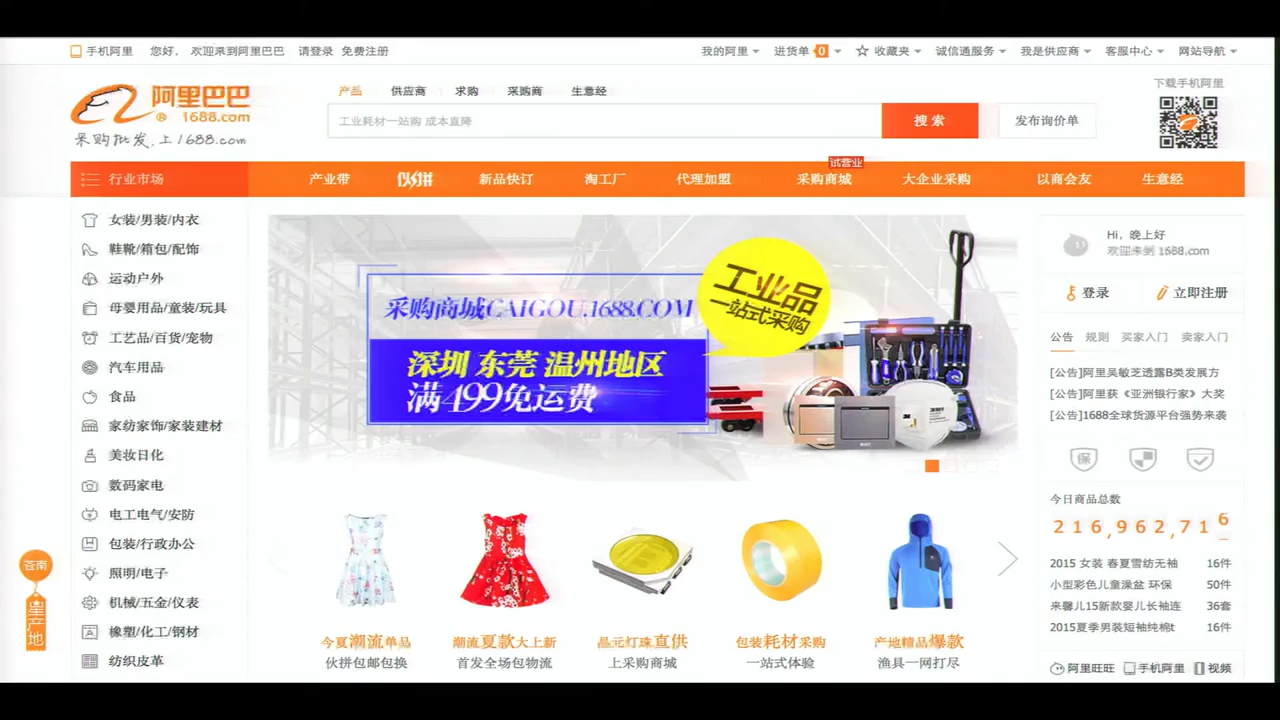 手机阿里 您好, 欢迎来到阿里巴巴 请登录 免费注册 我的阿里 进货单 0 收藏夹 诚信通服务 我是供应商 客服中心 网站导航
阿里巴巴
® 1688.com
采购批发,上1688.com
产品 供应商 求购 采购商 生意经
工业耗材一站购 成本直降
搜 索
发布询价单
下载手机阿里
试营业
行业市场 产业带 伙拼 新品快订 淘工厂 代理加盟 采购商城 大企业采购 以商会友 生意经
女装/男装/内衣
鞋靴/箱包/配饰
运动户外
母婴用品/童装/玩具
工艺品/百货/宠物
汽车用品
食品
家纺家饰/家装建材
美妆日化
数码家电
电工电气/安防
包装/行政办公
照明/电子
机械/五金/仪表
橡塑/化工/钢材
纺织皮革
苍南
星产地
采购商城CAIGOU.1688.COM
深圳 东莞 温州地区
满499免运费
工业品
一站式采购
3M
今夏潮流单品
伙拼包邮包换
潮流夏款大上新
首发全场包物流
晶元灯珠直供
上采购商城
包装耗材采购
一站式体验
产地精品爆款
渔具一网打尽
Hi，晚上好
欢迎来到 1688.com
登录 立即注册
公告 规则 买家入门 卖家入门
[公告]阿里吴敏芝透露B类发展方
[公告]阿里获《亚洲银行家》大奖
[公告]1688全球货源平台强势来袭
保
今日商品总数
216,962,716
2015 女装 春夏雪纺无袖 16件
小型彩色儿童澡盆 环保 50件
来馨儿15新款婴儿长袖连 36套
2015夏季男装短袖纯棉t 16件
阿里旺旺 手机阿里 视频